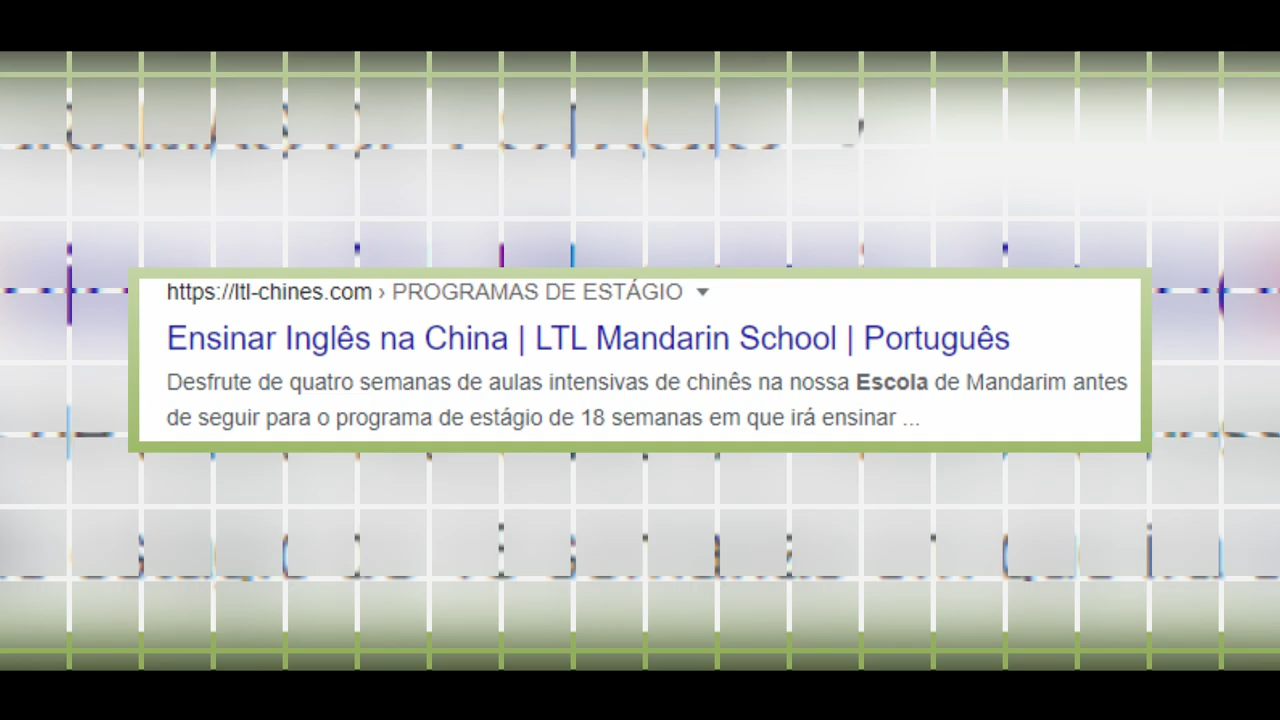 https://ltl-chines.com › PROGRAMAS DE ESTÁGIO
Ensinar Inglês na China | LTL Mandarin School | Português
Desfrute de quatro semanas de aulas intensivas de chinês na nossa Escola de Mandarim antes
de seguir para o programa de estágio de 18 semanas em que irá ensinar ...